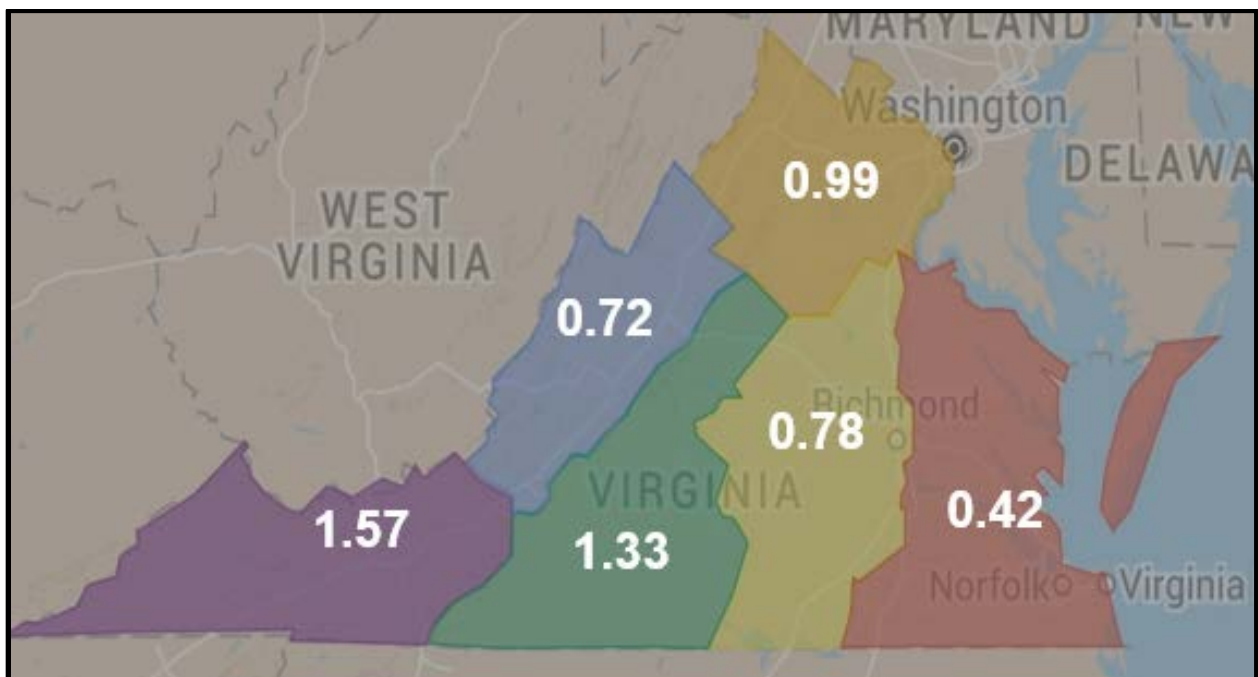 MARYLAND
NEW
Washington
DELAWA
0.99
WEST
VIRGINIA
0.72
Richmond
0.78
VIRGINIA
0.42
1.57
1.33
Norfolk
Virginia